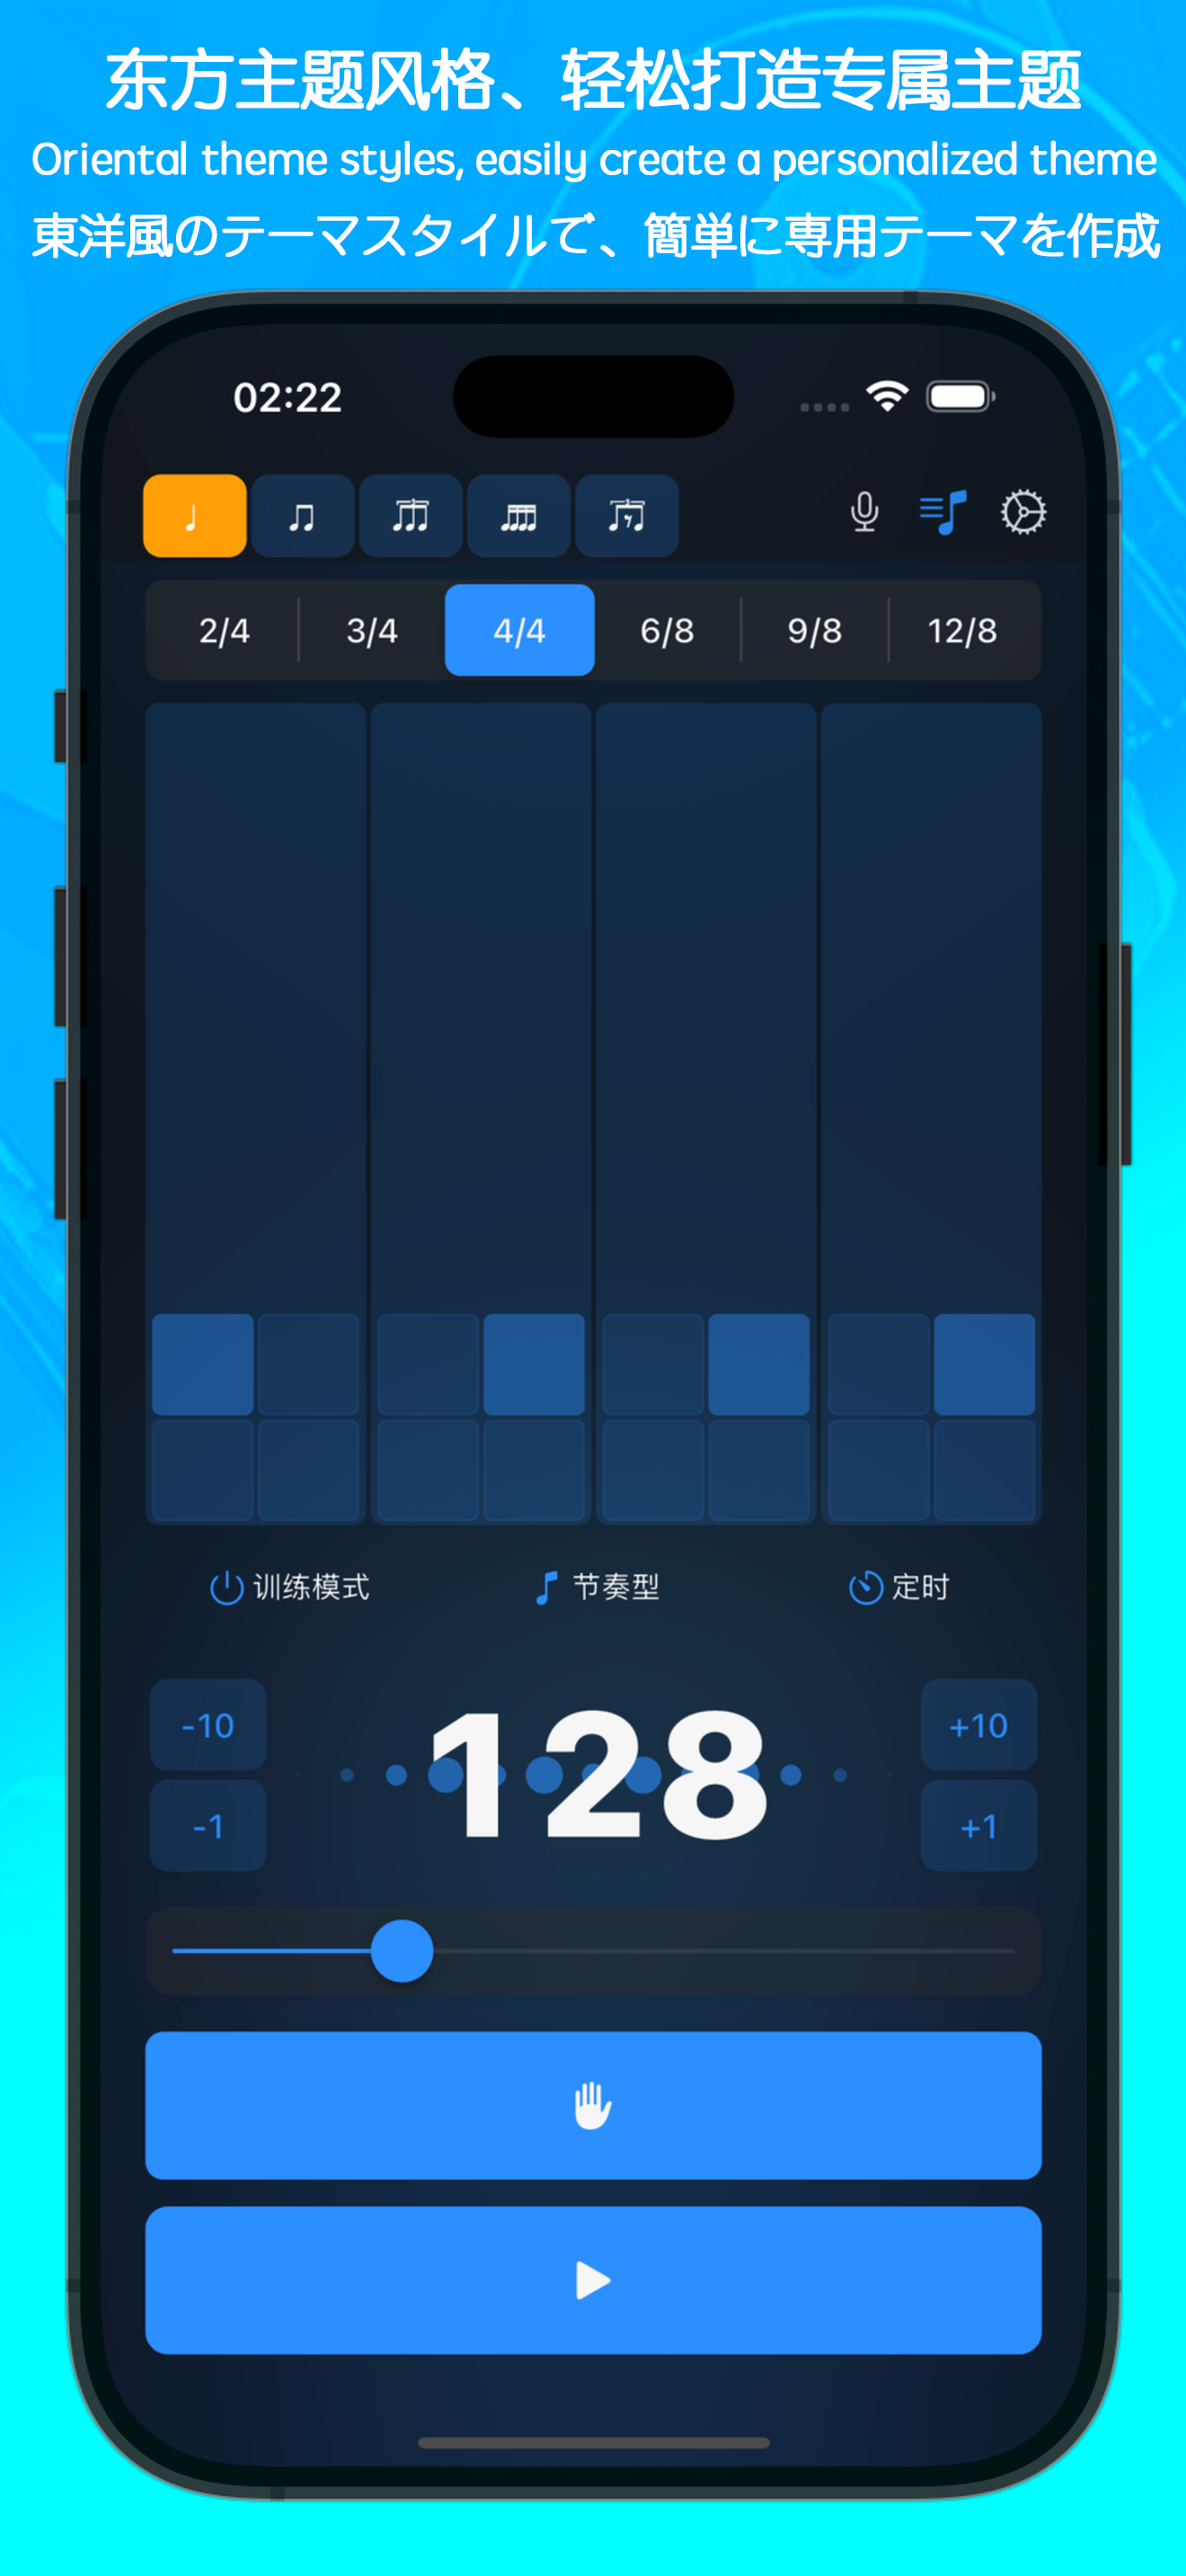 东方主题风格、轻松打造专属主题
Oriental theme styles, easily create a personalized theme
東洋風のテーマスタイルで、簡単に専用テーマを作成
02:22
2/4 3/4 4/4 6/8 9/8 12/8
训练模式 节奏型 定时
-10 +10
128
-1 +1